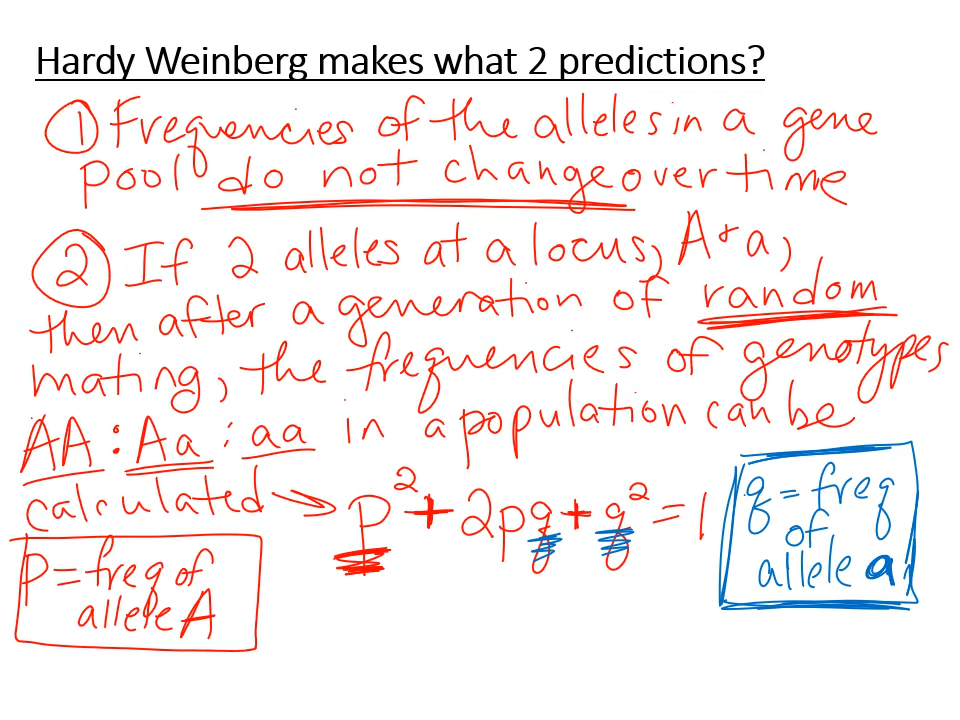 Hardy Weinberg makes what 2 predictions?
① Frequencies of the alleles in a gene
pool do not change over time
② If 2 alleles at a locus, A + a,
then after a generation of random
mating, the frequencies of genotypes
AA : Aa : aa in a population can be
calculated → p² + 2pq + q² = 1
p = freq of
allele A
q = freq
of
allele a